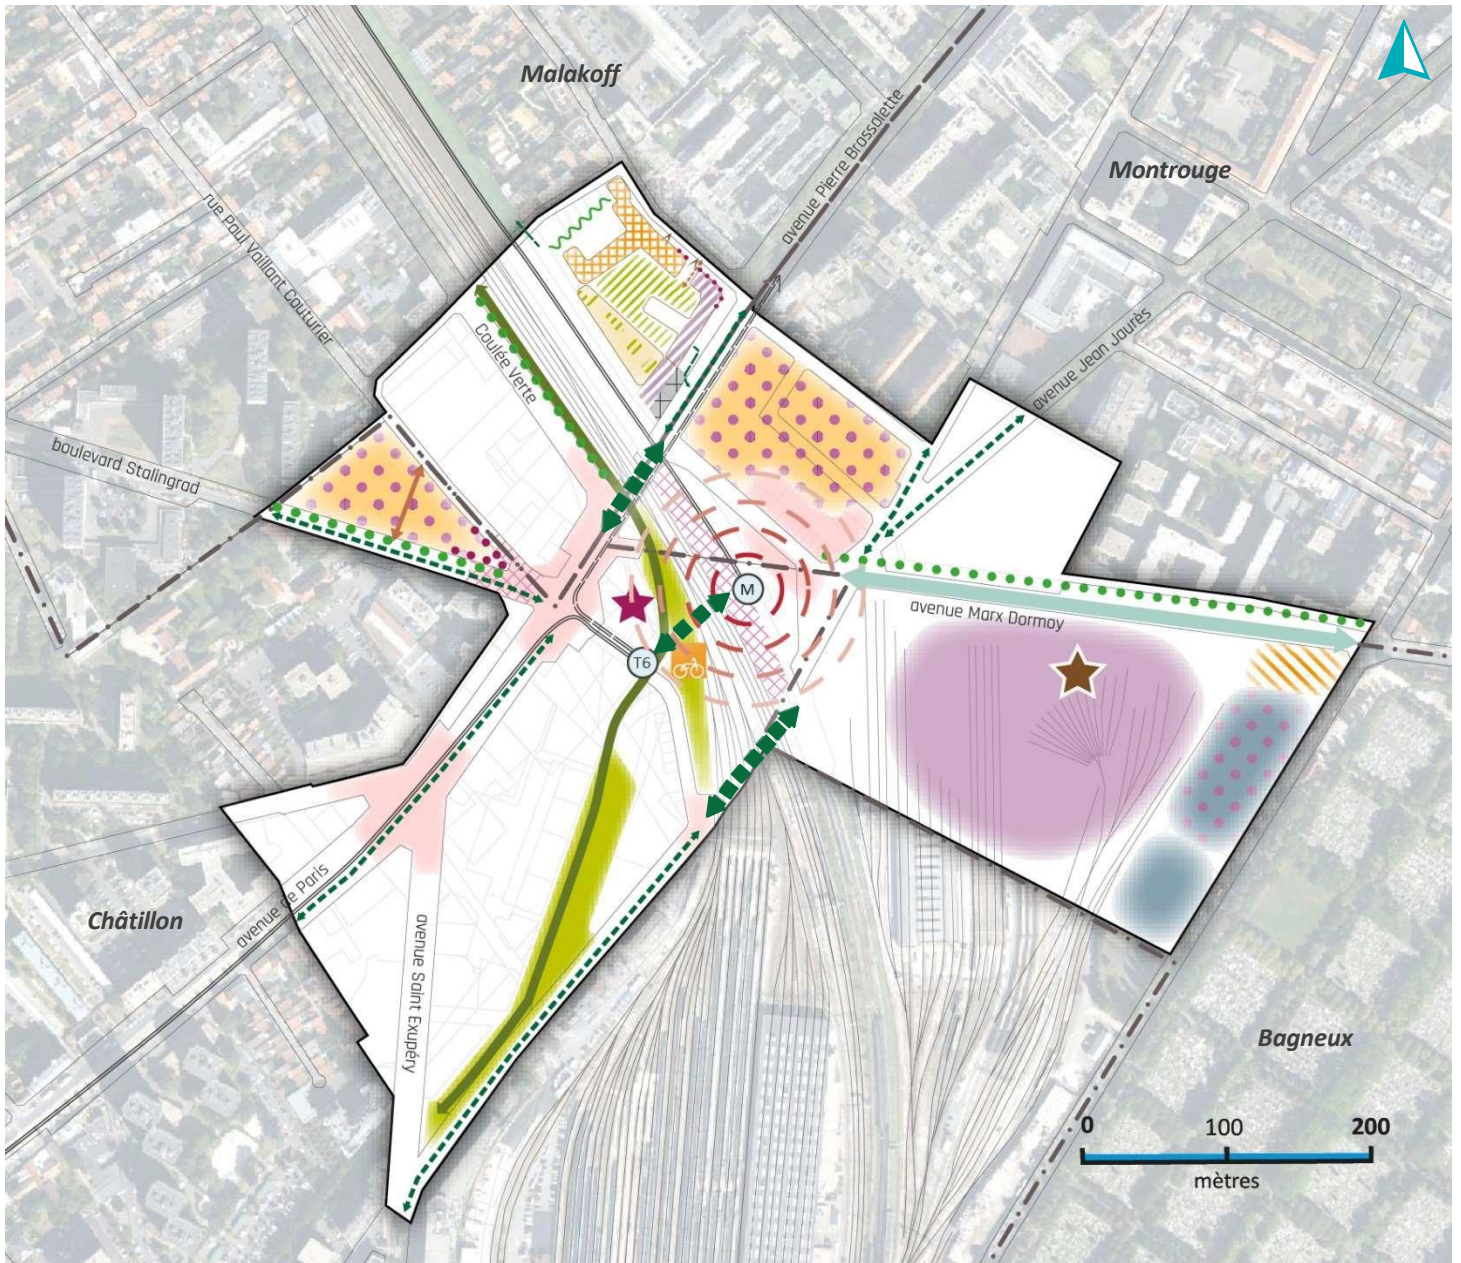 Malakoff
Montrouge
avenue Pierre Brossolette
rue Paul Vaillant Couturier
avenue Jean Jaurès
Coulée Verte
boulevard Stalingrad
M
avenue Marx Dormoy
T6
avenue de Paris
Châtillon
avenue Saint Exupéry
Bagneux
0 100 200
mètres